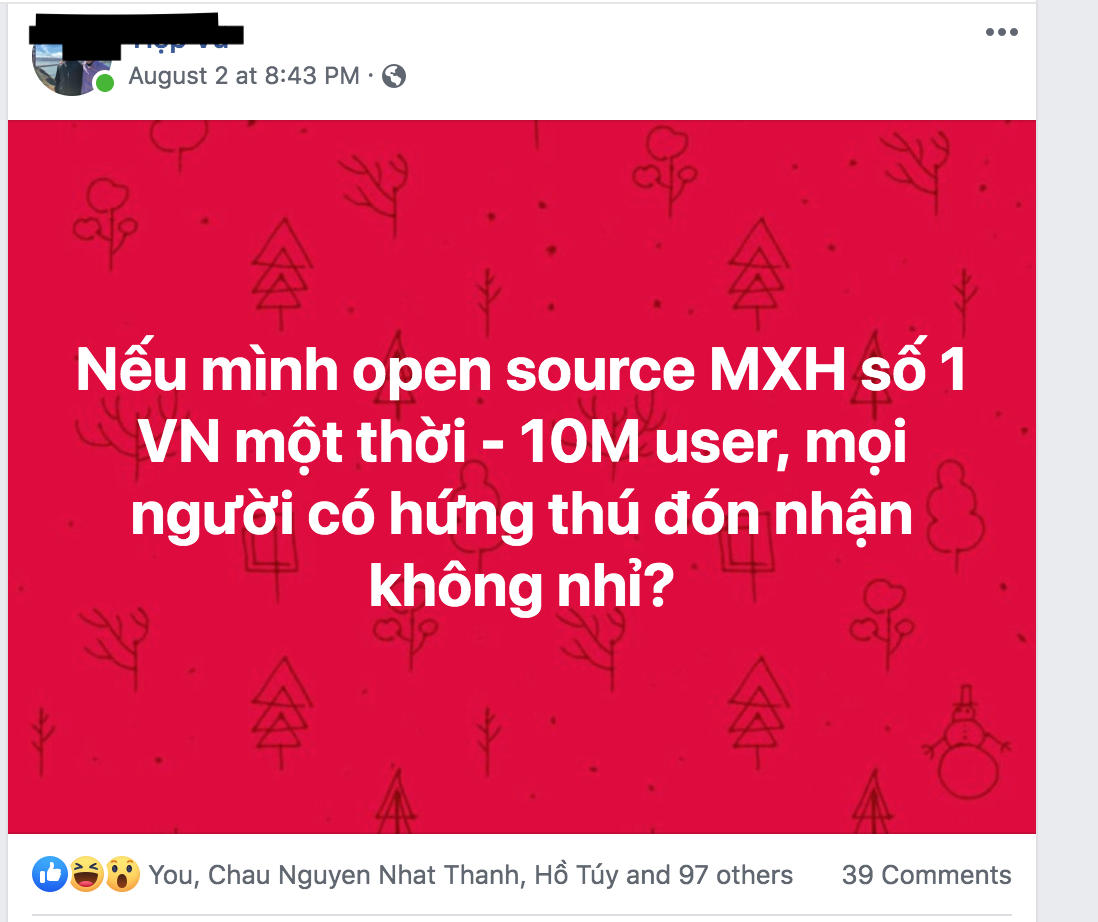 August 2 at 8:43 PM ·
Nếu mình open source MXH số 1
VN một thời - 10M user, mọi
người có hứng thú đón nhận
không nhỉ?
You, Chau Nguyen Nhat Thanh, Hồ Túy and 97 others 39 Comments